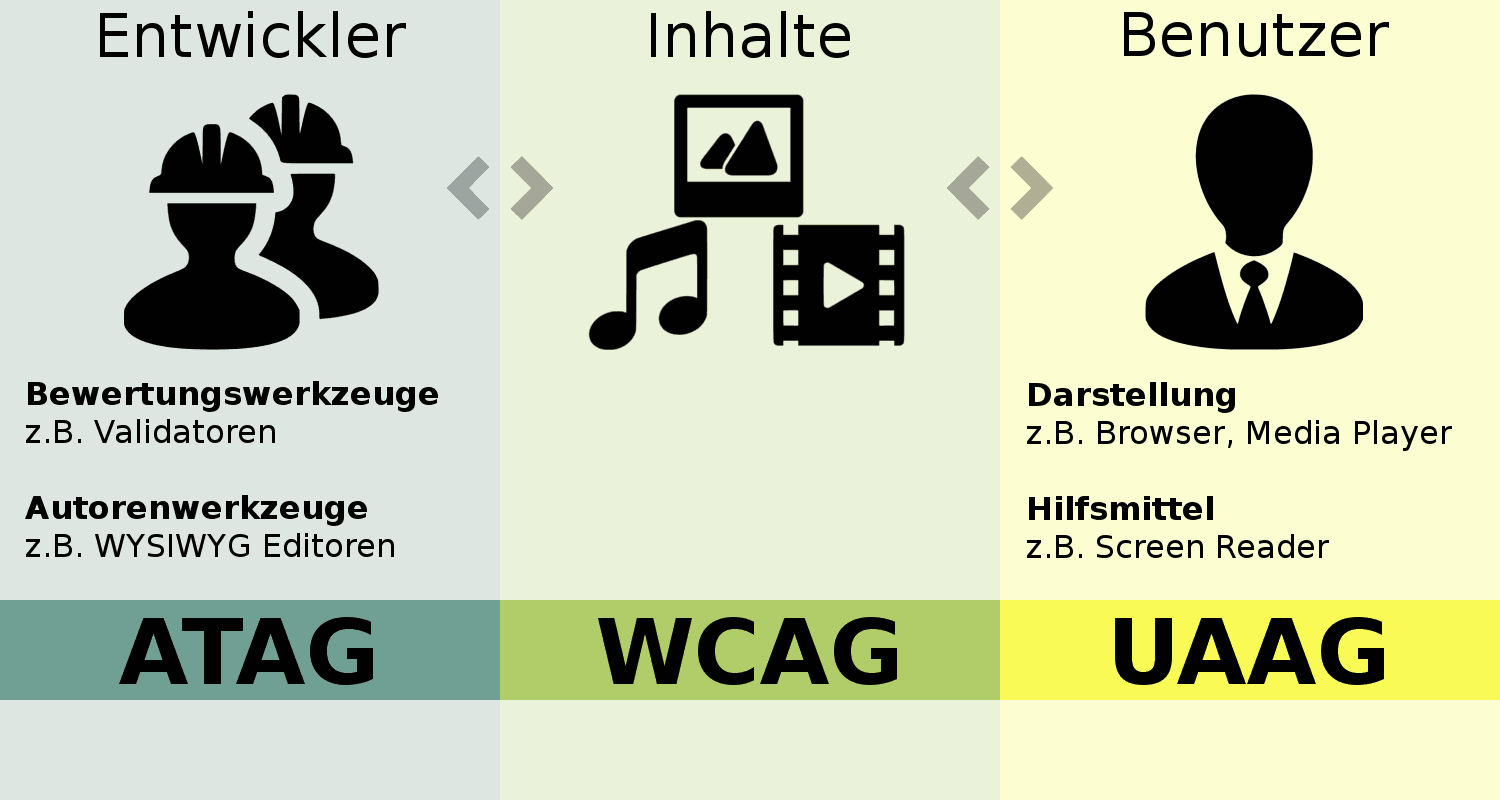 Entwickler
Inhalte
Benutzer
Bewertungswerkzeuge
z.B. Validatoren
Autorenwerkzeuge
z.B. WYSIWYG Editoren
Darstellung
z.B. Browser, Media Player
Hilfsmittel
z.B. Screen Reader
ATAG
WCAG
UAAG